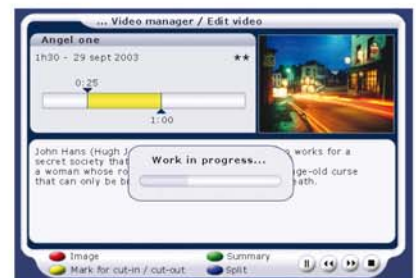 ... Video manager / Edit video
Angel one
1h30 - 29 sept 2003 ★★
0:25
1:00
John Hans (Hugh J works for a
secret society that
Work in progress...
a woman whose ro age-old curse
that can only be b eath.
Image
Summary
Mark for cut-in / cut-out
Split